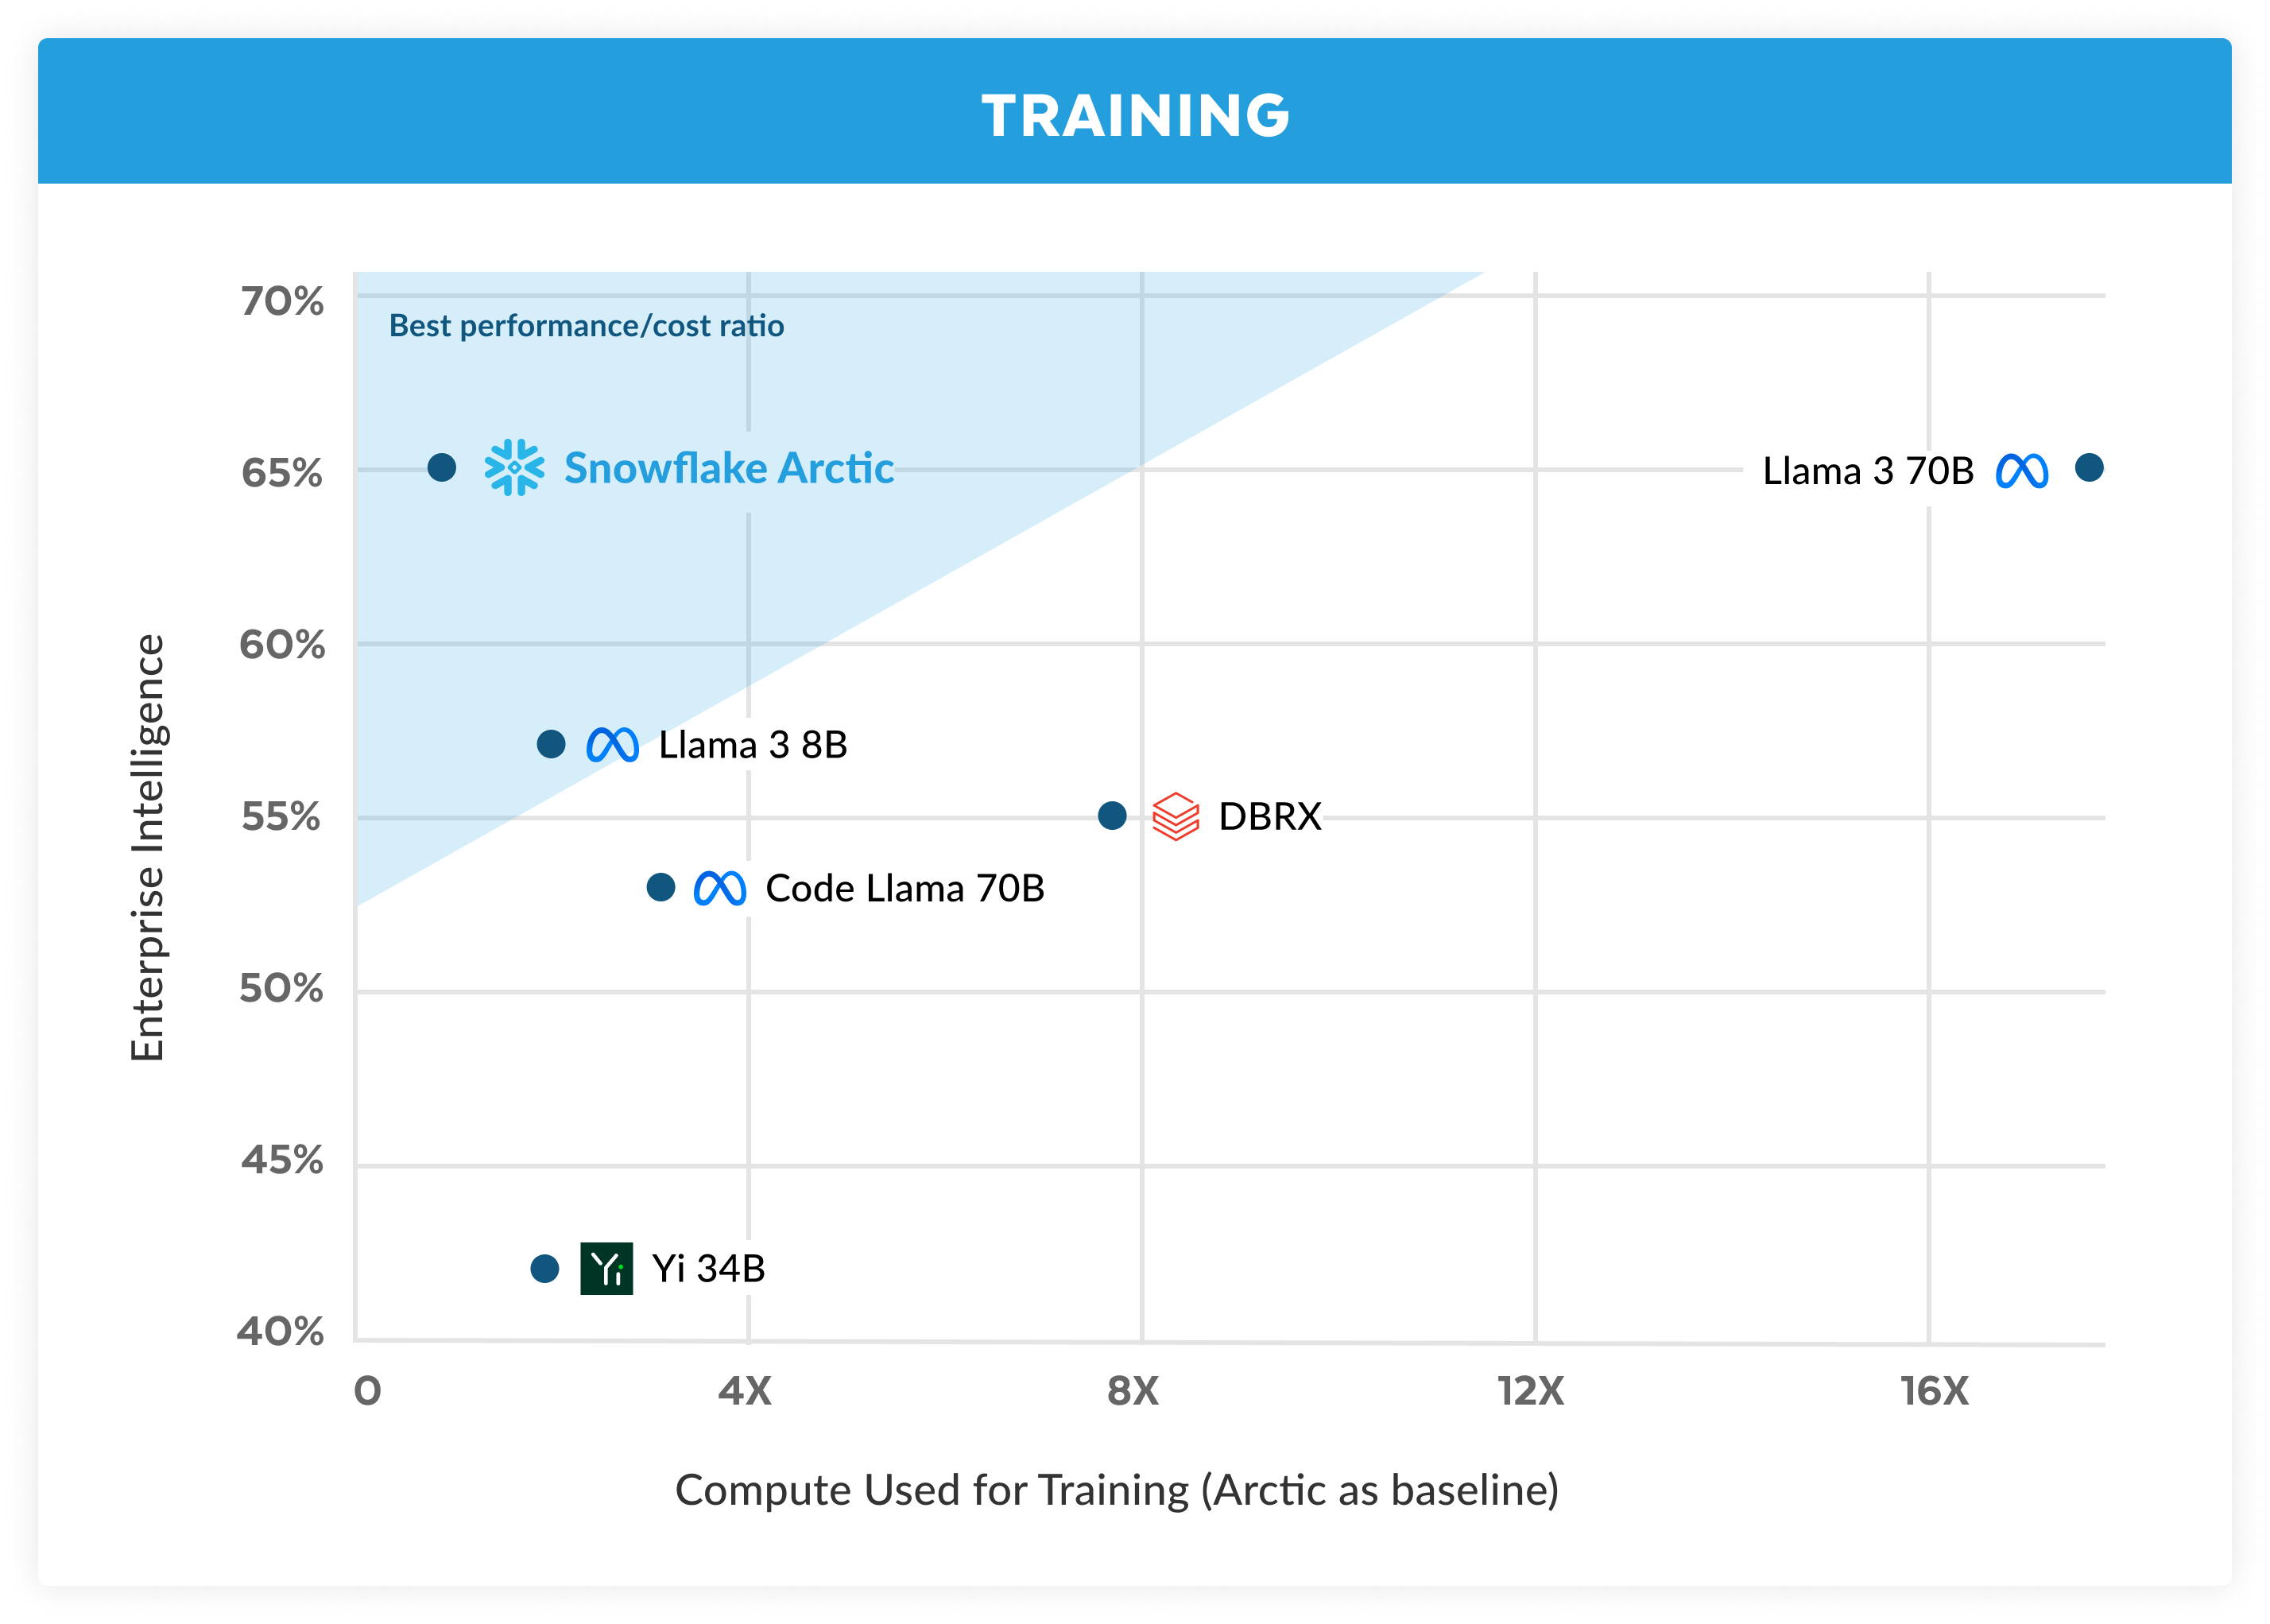 TRAINING
70%
Best performance/cost ratio
65%
Snowflake Arctic
Llama 3 70B
60%
Enterprise Intelligence
Llama 3 8B
55%
DBRX
Code Llama 70B
50%
45%
Yi
Yi 34B
40%
0
4X
8X
12X
16X
Compute Used for Training (Arctic as baseline)